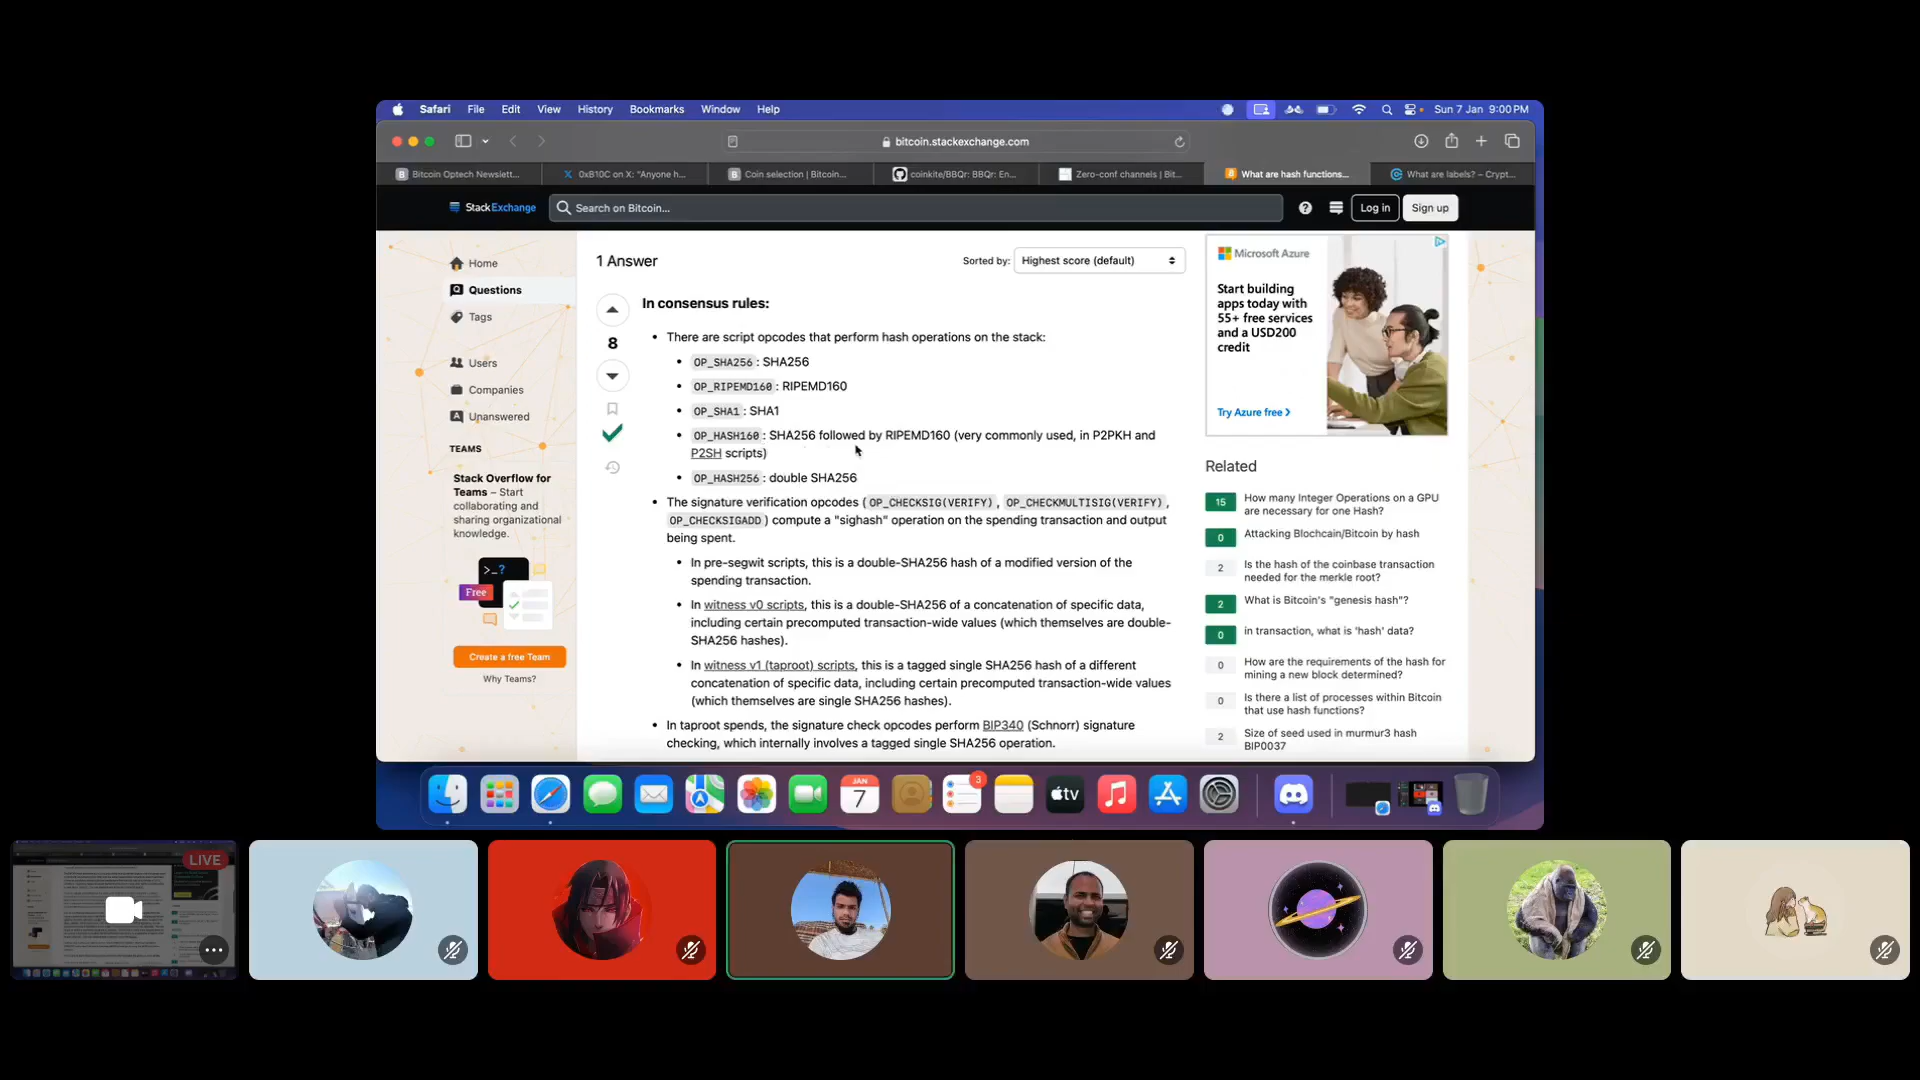 Safari File Edit View History Bookmarks Window Help Sun 7 Jan 9:00 PM
bitcoin.stackexchange.com
Bitcoin Optech Newslett...
0xB10C on X: "Anyone h...
Coin selection | Bitcoin...
coinkite/BBQr: BBQr: En...
Zero-conf channels | Bit...
What are hash functions...
What are labels? – Crypt...
StackExchange
Search on Bitcoin...
Log in
Sign up
Home
Questions
Tags
Users
Companies
Unanswered
TEAMS
Stack Overflow for
Teams – Start
collaborating and
sharing organizational
knowledge.
>_?
Free
Create a free Team
Why Teams?
1 Answer
Sorted by:
Highest score (default)
8
In consensus rules:
There are script opcodes that perform hash operations on the stack:
OP_SHA256 : SHA256
OP_RIPEMD160 : RIPEMD160
OP_SHA1 : SHA1
OP_HASH160 : SHA256 followed by RIPEMD160 (very commonly used, in P2PKH and
P2SH scripts)
OP_HASH256 : double SHA256
The signature verification opcodes ( OP_CHECKSIG(VERIFY) , OP_CHECKMULTISIG(VERIFY) ,
OP_CHECKSIGADD ) compute a "sighash" operation on the spending transaction and output
being spent.
In pre-segwit scripts, this is a double-SHA256 hash of a modified version of the
spending transaction.
In witness v0 scripts, this is a double-SHA256 of a concatenation of specific data,
including certain precomputed transaction-wide values (which themselves are double-
SHA256 hashes).
In witness v1 (taproot) scripts, this is a tagged single SHA256 hash of a different
concatenation of specific data, including certain precomputed transaction-wide values
(which themselves are single SHA256 hashes).
In taproot spends, the signature check opcodes perform BIP340 (Schnorr) signature
checking, which internally involves a tagged single SHA256 operation.
Microsoft Azure
Start building
apps today with
55+ free services
and a USD200
credit
Try Azure free >
Related
15 How many Integer Operations on a GPU
are necessary for one Hash?
0 Attacking Blochcain/Bitcoin by hash
2 Is the hash of the coinbase transaction
needed for the merkle root?
2 What is Bitcoin's "genesis hash"?
0 in transaction, what is 'hash' data?
0 How are the requirements of the hash for
mining a new block determined?
0 Is there a list of processes within Bitcoin
that use hash functions?
2 Size of seed used in murmur3 hash
BIP0037
JAN
7
3
tv
LIVE